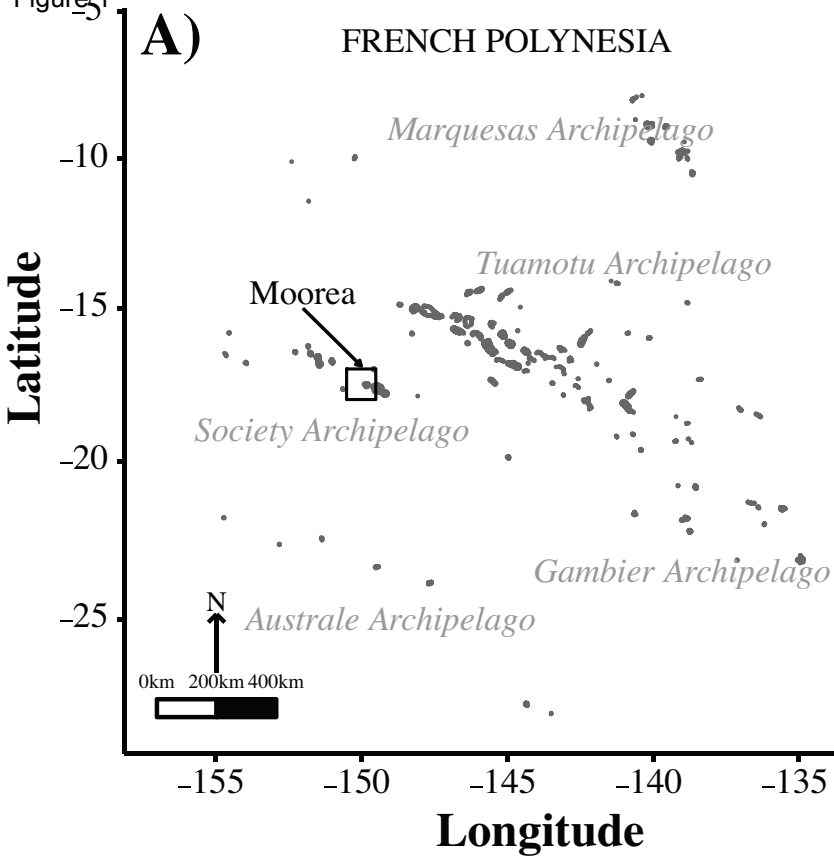 Figure 1
A)
FRENCH POLYNESIA
Marquesas Archipelago
Tuamotu Archipelago
Moorea
Society Archipelago
Gambier Archipelago
Australe Archipelago
N
0km 200km 400km
Latitude
-5
-10
-15
-20
-25
-155 -150 -145 -140 -135
Longitude